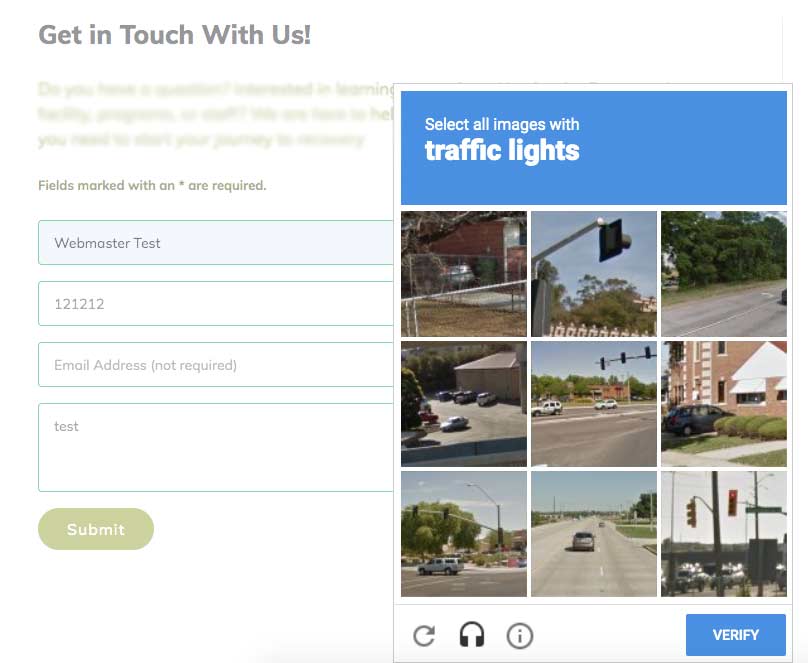 Get in Touch With Us!
Do you have a question? Interested in learning
facility, programs, or staff? We are here to hel
you need to start your journey to recovery
Fields marked with an * are required.
Webmaster Test
121212
Email Address (not required)
test
Submit
Select all images with
traffic lights
VERIFY